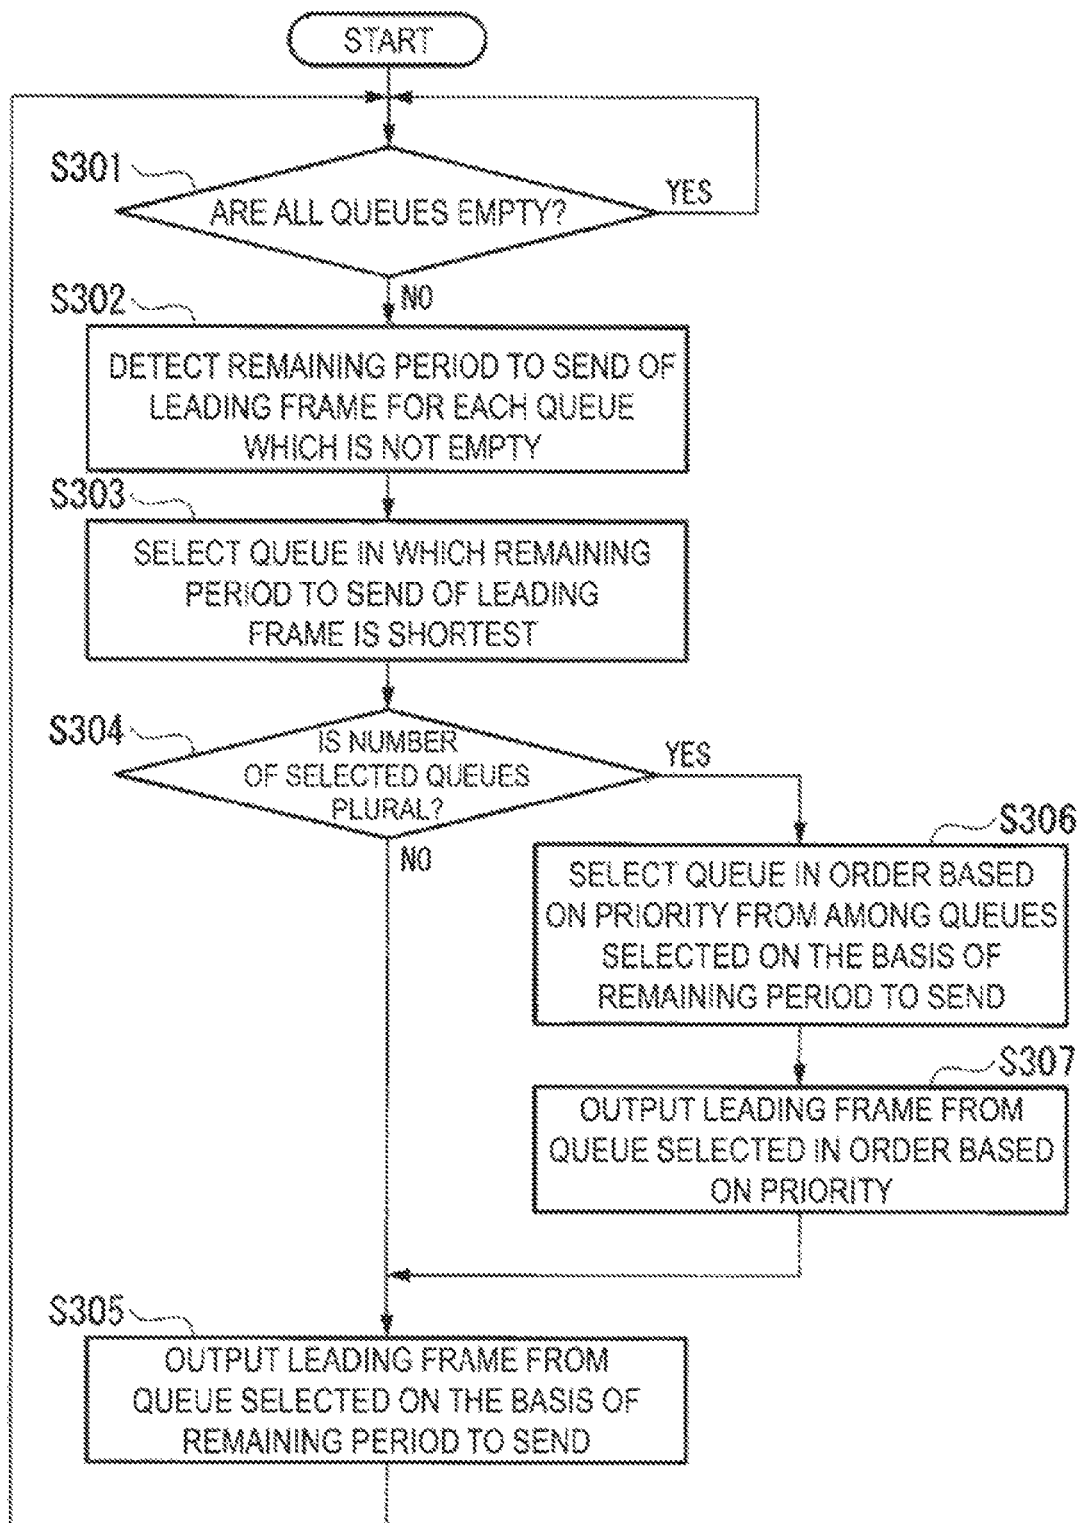 START
S301
ARE ALL QUEUES EMPTY?
YES
NO
S302
DETECT REMAINING PERIOD TO SEND OF
LEADING FRAME FOR EACH QUEUE
WHICH IS NOT EMPTY
S303
SELECT QUEUE IN WHICH REMAINING
PERIOD TO SEND OF LEADING
FRAME IS SHORTEST
S304
IS NUMBER
OF SELECTED QUEUES
PLURAL?
YES
NO
S306
SELECT QUEUE IN ORDER BASED
ON PRIORITY FROM AMONG QUEUES
SELECTED ON THE BASIS OF
REMAINING PERIOD TO SEND
S307
OUTPUT LEADING FRAME FROM
QUEUE SELECTED IN ORDER BASED
ON PRIORITY
S305
OUTPUT LEADING FRAME FROM
QUEUE SELECTED ON THE BASIS OF
REMAINING PERIOD TO SEND